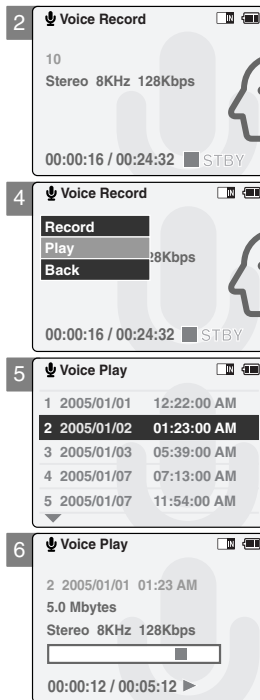 2
Voice Record IN
10
Stereo 8KHz 128Kbps
00:00:16 / 00:24:32 STBY
4
Voice Record IN
Record
Play 28Kbps
Back
00:00:16 / 00:24:32 STBY
5
Voice Play IN
1 2005/01/01 12:22:00 AM
2 2005/01/02 01:23:00 AM
3 2005/01/03 05:39:00 AM
4 2005/01/07 07:13:00 AM
5 2005/01/07 11:54:00 AM
6
Voice Play IN
2 2005/01/01 01:23 AM
5.0 Mbytes
Stereo 8KHz 128Kbps
00:00:12 / 00:05:12